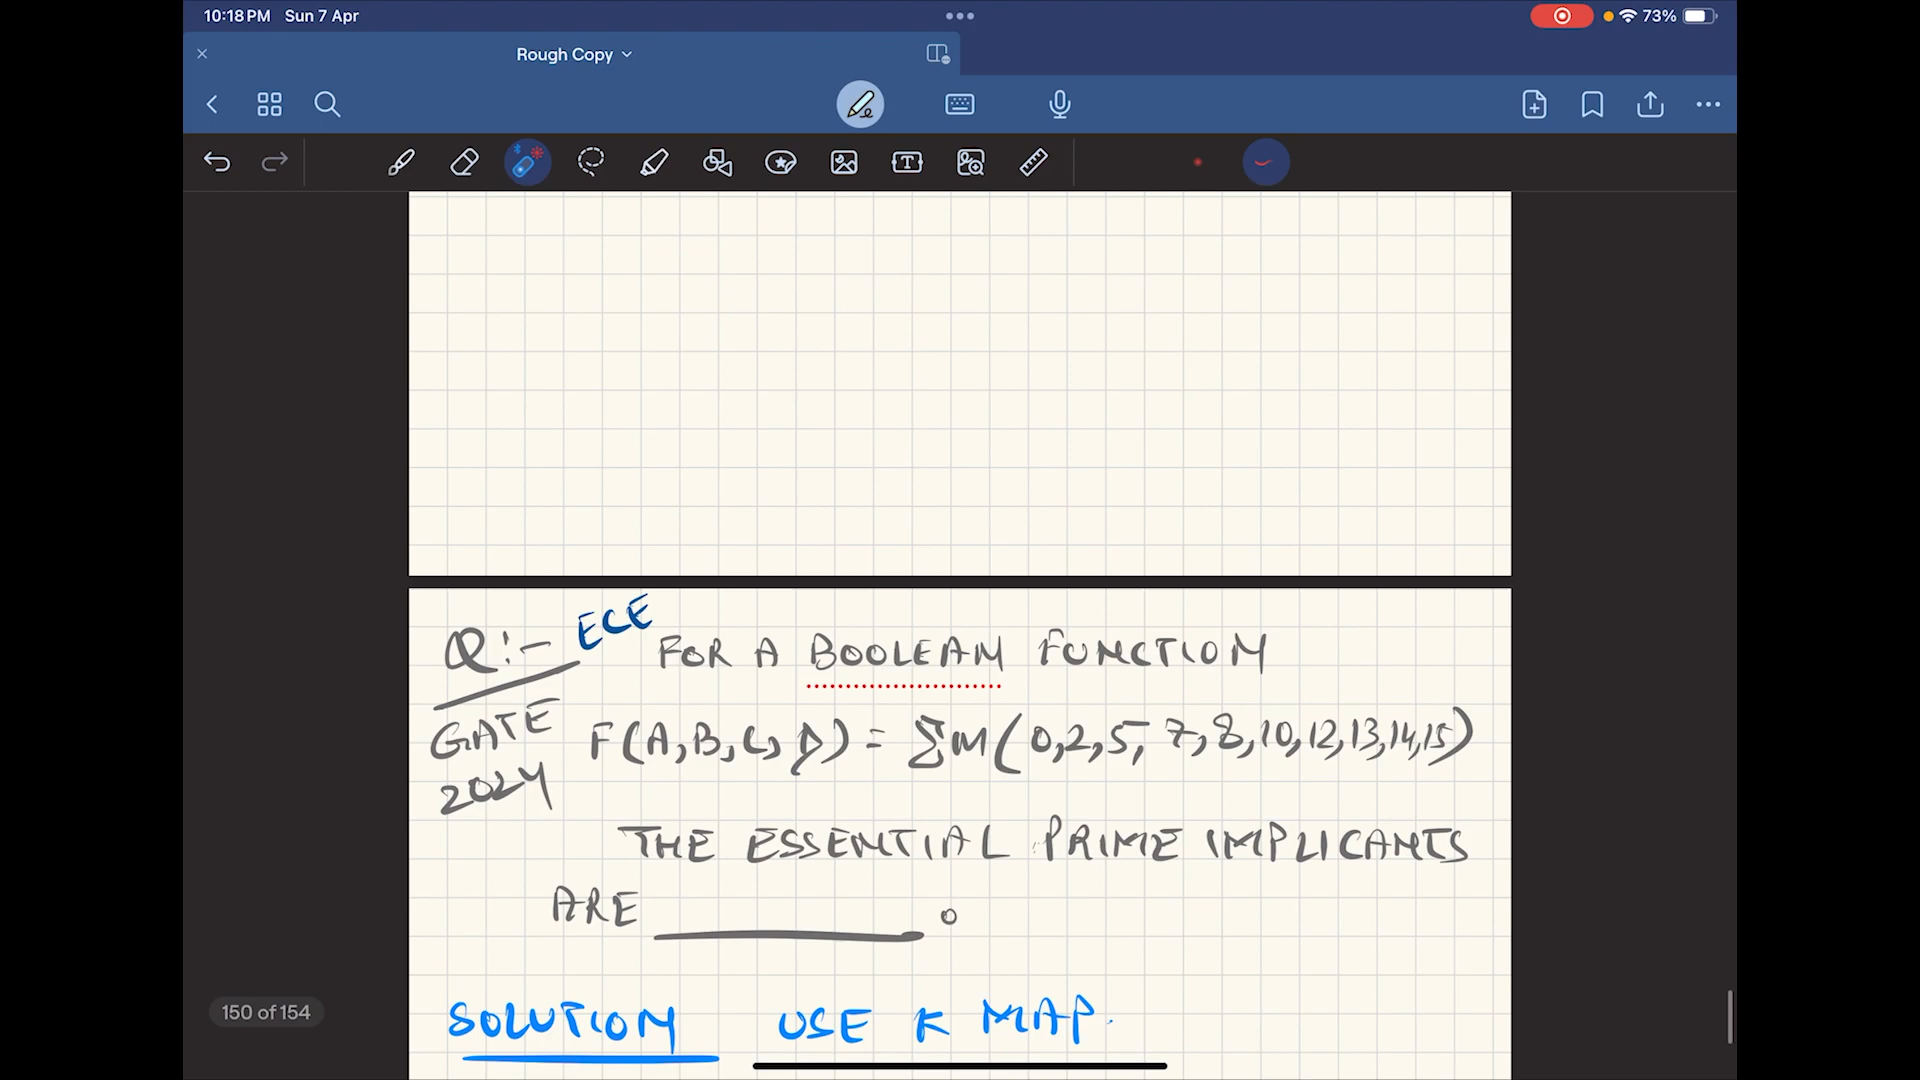 10:18 PM Sun 7 Apr
73%
Rough Copy
Q:- ECE FOR A BOOLEAN FUNCTION
GATE 2024 F(A,B,C,D) = ΣM(0,2,5,7,8,10,12,13,14,15)
THE ESSENTIAL PRIME IMPLICANTS
ARE ________.
150 of 154
SOLUTION USE K MAP.